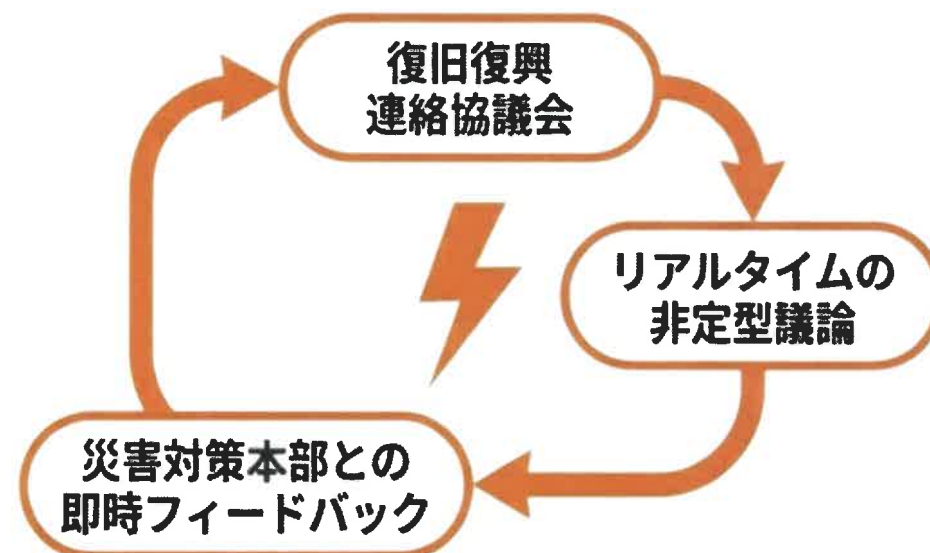 復旧復興
連絡協議会
リアルタイムの
非定型議論
災害対策本部との
即時フィードバック